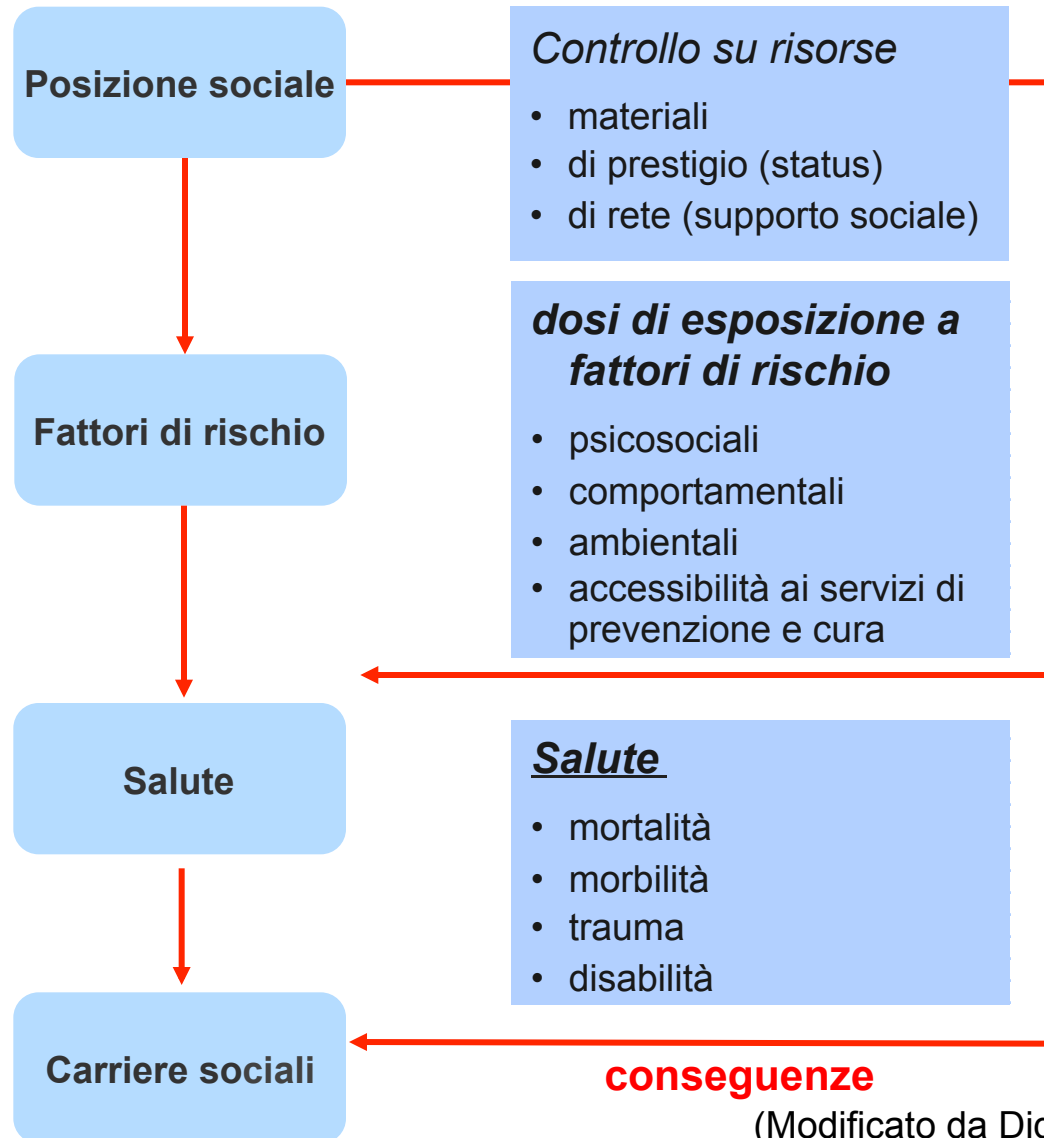 Posizione sociale
Controllo su risorse
• materiali
• di prestigio (status)
• di rete (supporto sociale)
dosi di esposizione a
fattori di rischio
Fattori di rischio
• psicosociali
• comportamentali
• ambientali
• accessibilità ai servizi di
prevenzione e cura
Salute
Salute
• mortalità
• morbilità
• trauma
• disabilità
Carriere sociali
conseguenze
(Modificato da